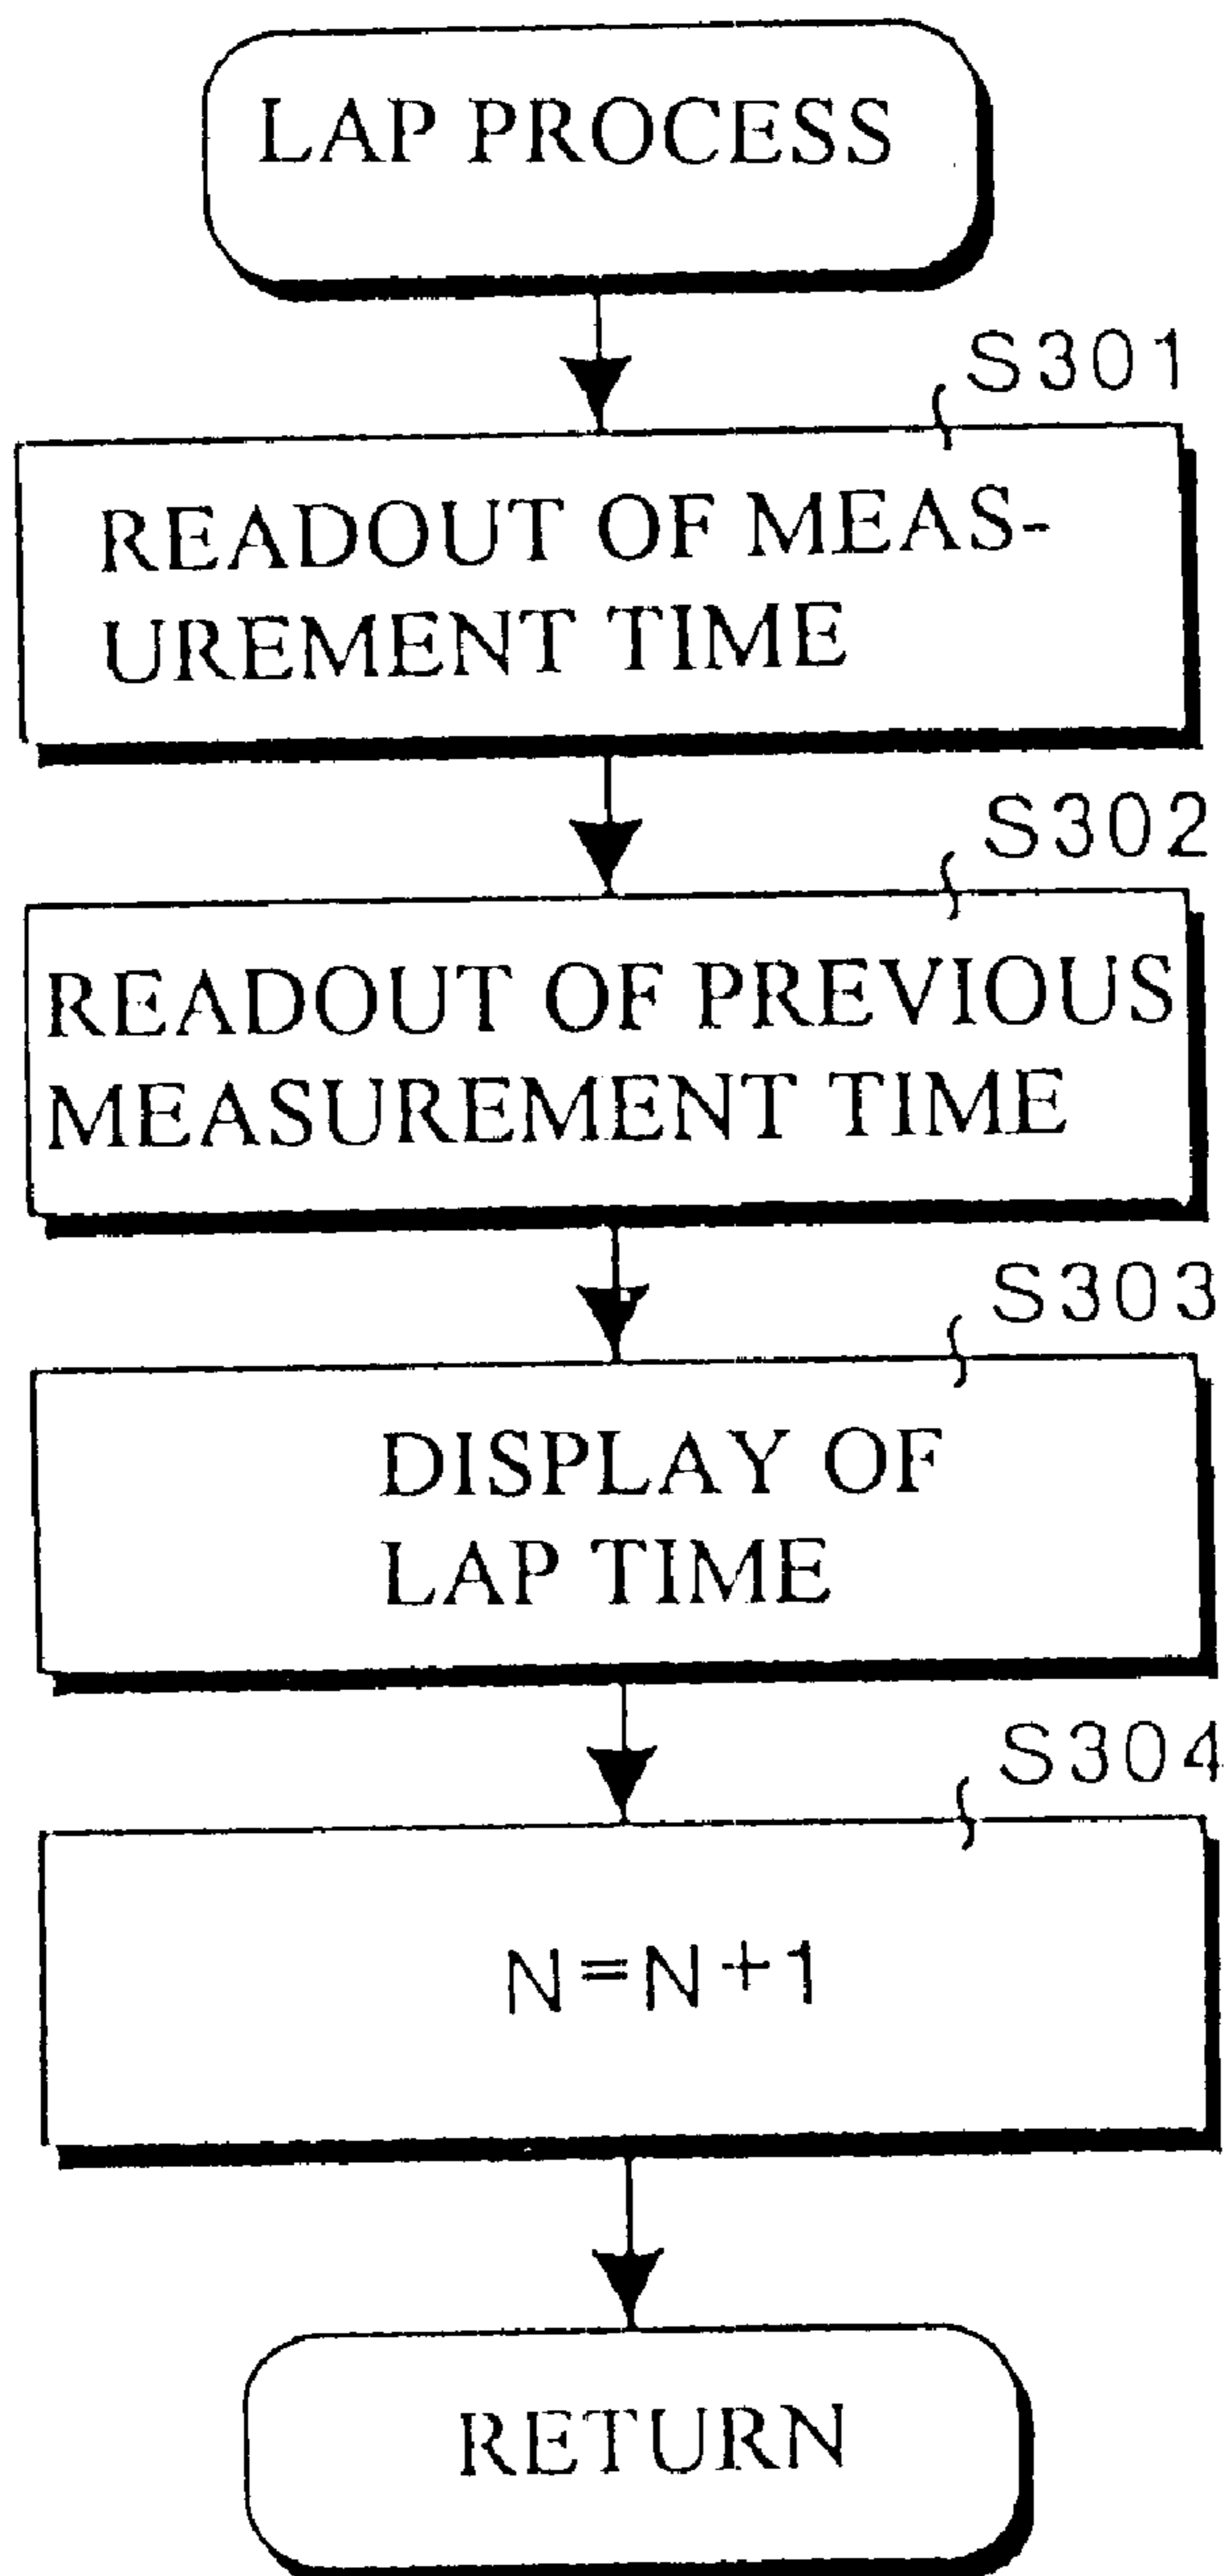 LAP PROCESS
S301
READOUT OF MEAS-
UREMENT TIME
S302
READOUT OF PREVIOUS
MEASUREMENT TIME
S303
DISPLAY OF
LAP TIME
S304
N=N+1
RETURN